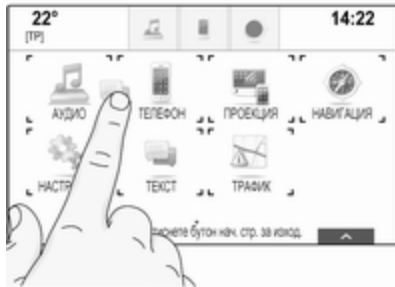 22° 14:22
[TP]
АУДИО ТЕЛЕФОН ПРОЕКЦИЯ НАВИГАЦИЯ
ТЕКСТ ТРАФИК
бутон нач. стр. за изход.